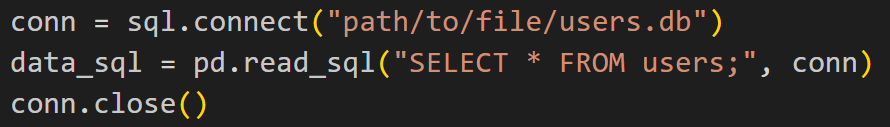 conn = sql.connect("path/to/file/users.db")
data_sql = pd.read_sql("SELECT * FROM users;", conn)
conn.close()